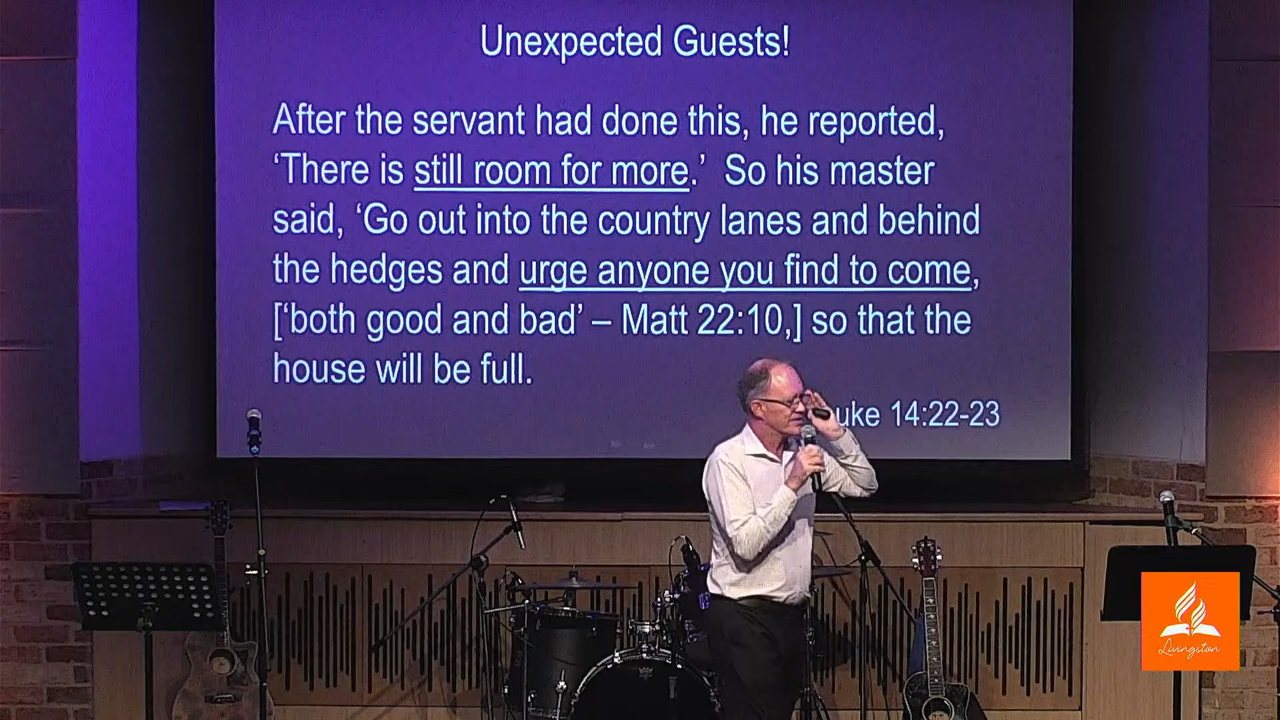 Unexpected Guests!
After the servant had done this, he reported,
‘There is still room for more.’ So his master
said, ‘Go out into the country lanes and behind
the hedges and urge anyone you find to come,
[‘both good and bad’ – Matt 22:10,] so that the
house will be full.
uke 14:22-23
Livingston